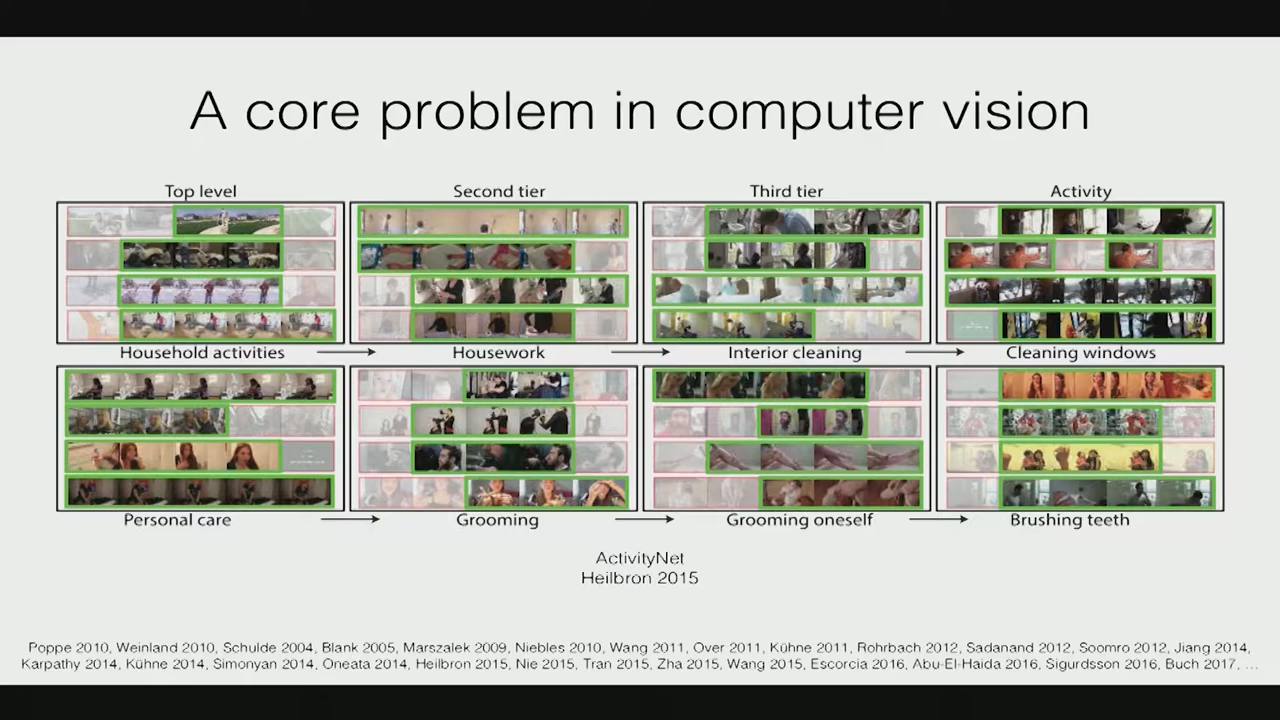 A core problem in computer vision
Top level
Second tier
Third tier
Activity
Household activities
Housework
Interior cleaning
Cleaning windows
Personal care
Grooming
Grooming oneself
Brushing teeth
ActivityNet
Heilbron 2015
Poppe 2010, Weinland 2010, Schulde 2004, Blank 2005, Marszalek 2009, Niebles 2010, Wang 2011, Over 2011, Kühne 2011, Rohrbach 2012, Sadanand 2012, Soomro 2012, Jiang 2014,
Karpathy 2014, Kühne 2014, Simonyan 2014, Oneata 2014, Heilbron 2015, Nie 2015, Tran 2015, Zha 2015, Wang 2015, Escorcia 2016, Abu-El-Haida 2016, Sigurdsson 2016, Buch 2017, ...